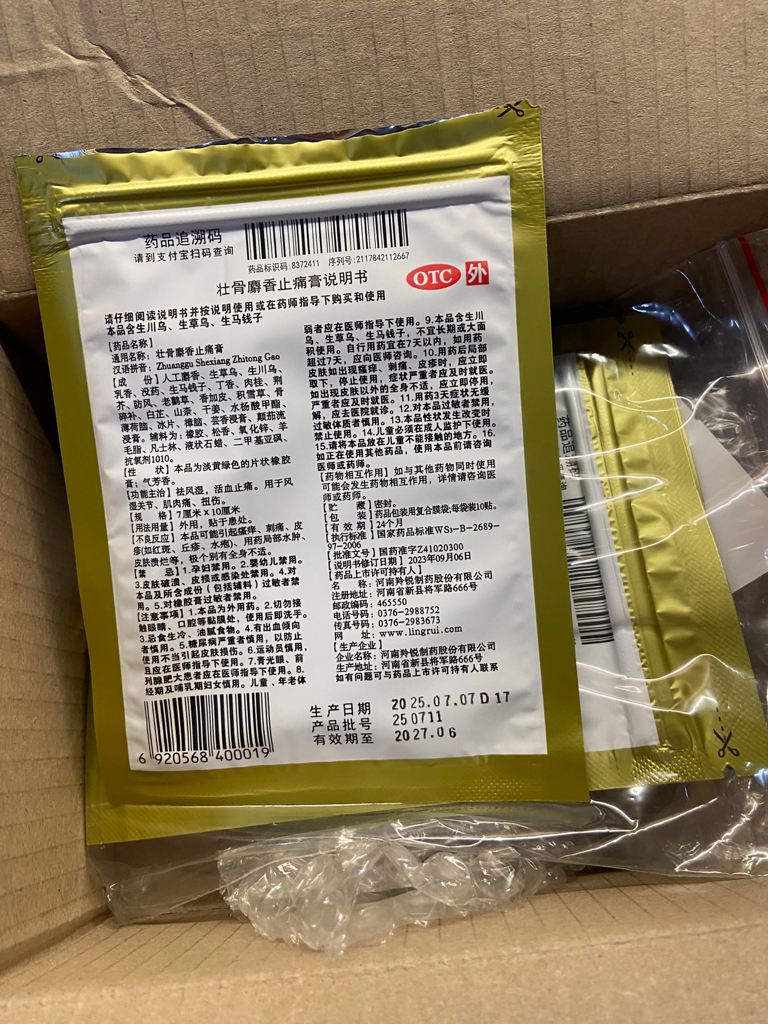 药品追溯码
请到支付宝扫码查询
药品标识码: 8372411 序列号: 2117842112667
壮骨麝香止痛膏说明书
OTC 外
请仔细阅读说明书并按说明使用或在药师指导下购买和使用
本品含生川乌、生草乌、生马钱子
【药品名称】
通用名称: 壮骨麝香止痛膏
汉语拼音: Zhuanggu Shexiang Zhitong Gao
【成 份】人工麝香、生草乌、生川乌、
乳香、没药、生马钱子、丁香、肉桂、荆
芥、防风、老鹳草、香加皮、积雪草、骨
碎补、白芷、山奈、干姜、水杨酸甲酯、
薄荷脑、冰片、樟脑、芸香浸膏、颠茄流
浸膏。辅料为: 橡胶、松香、氧化锌、羊
毛脂、凡士林、液状石蜡、二甲基亚砜、
抗氧剂1010。
【性 状】本品为淡黄绿色的片状橡胶
膏; 气芳香。
【功能主治】祛风湿, 活血止痛。用于风
湿关节、肌肉痛、扭伤。
【规 格】7厘米×10厘米
【用法用量】外用, 贴于患处。
【不良反应】本品可能引起瘙痒、刺痛、皮
疹(如红斑、丘疹、水疱)、用药局部水肿、
皮肤溃烂等, 极个别有全身不适。
【禁 忌】1.孕妇禁用。2.婴幼儿禁用。
3.皮肤破溃、皮损或感染处禁用。4.对
本品及所含成份(包括辅料)过敏者禁
用。5.对橡胶膏过敏者禁用。
【注意事项】1.本品为外用药。2.切勿接
触眼睛、口腔等黏膜处, 使用后即洗手。
3.忌食生冷、油腻食物。4.有出血倾向
者慎用。5.糖尿病严重者慎用, 以防止
使用不当引起皮肤损伤。6.运动员慎用,
且应在医师指导下使用。7.青光眼、前
列腺肥大患者应在医师指导下使用。8.
经期及哺乳期妇女慎用。儿童、年老体
弱者应在医师指导下使用。9.本品含生川
乌、生草乌、生马钱子, 不宜长期或大面
积使用。自行用药宜在7天以内, 如用药
超过7天, 应向医师咨询。10.用药后局部
皮肤如出现瘙痒、刺痛、皮疹时, 应立即
取下, 停止使用, 症状严重者应及时就医。
如出现皮肤以外的全身不适, 应立即停用,
严重者应及时就医。11.用药3天症状无缓
解, 应去医院就诊。12.对本品过敏者禁用,
过敏体质者慎用。13.本品性状发生改变时
禁止使用。14.儿童必须在成人监护下使用。
15.请将本品放在儿童不能接触的地方。16.
如正在使用其他药品, 使用本品前请咨询
医师或药师。
【药物相互作用】如与其他药物同时使用
可能会发生药物相互作用, 详情请咨询医
师或药师。
【贮 藏】密封。
【包 装】药品包装用复合膜袋; 每袋装10贴。
【有 效 期】24个月
【执行标准】国家药品标准WS3-B-2689-
97-2006
【批准文号】国药准字Z41020300
【说明书修订日期】2023年09月06日
【药品上市许可持有人】
名 称: 河南羚锐制药股份有限公司
注册地址: 河南省新县将军路666号
邮政编码: 465550
电话号码: 0376-2988752
传真号码: 0376-2983673
网 址: www.lingrui.com
【生产企业】
企业名称: 河南羚锐制药股份有限公司
生产地址: 河南省新县将军路666号
如有问题可与药品上市许可持有人联系
6 920568 400019
生产日期 2025.07.07 D 17
产品批号 250711
有效期至 2027.06
药品追溯